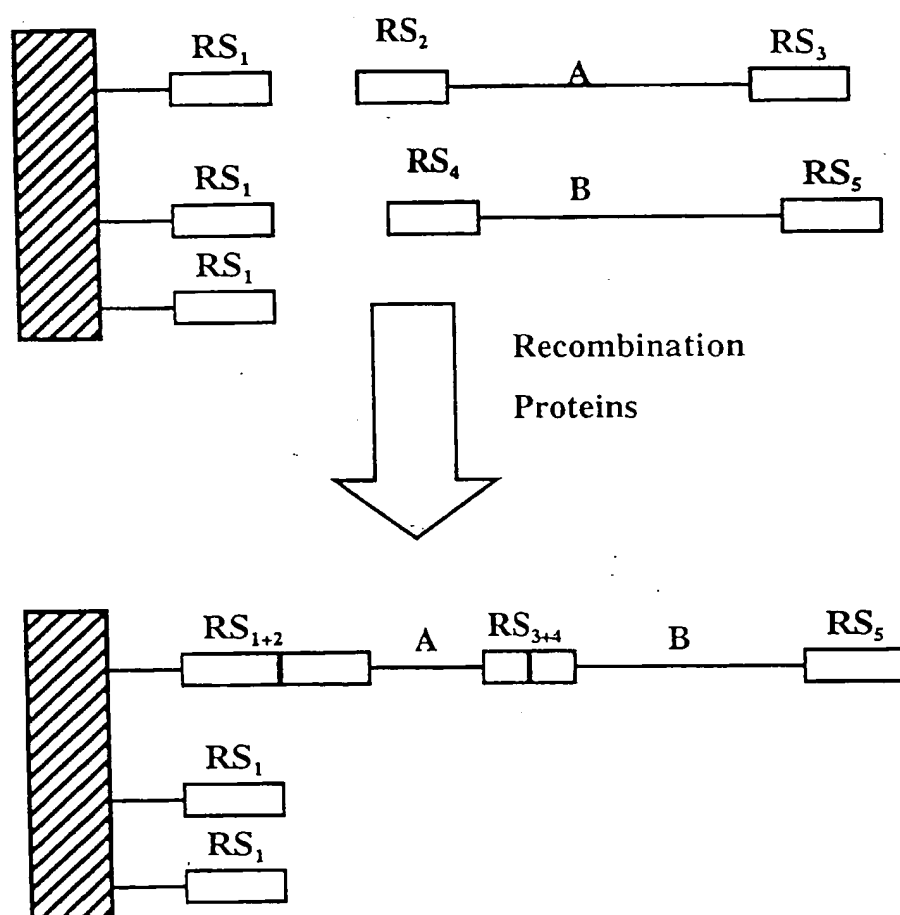 RS₁ RS₂ RS₃
A
RS₁ RS₄ B RS₅
RS₁
Recombination
Proteins
RS₁₊₂ A RS₃₊₄ B RS₅
RS₁
RS₁